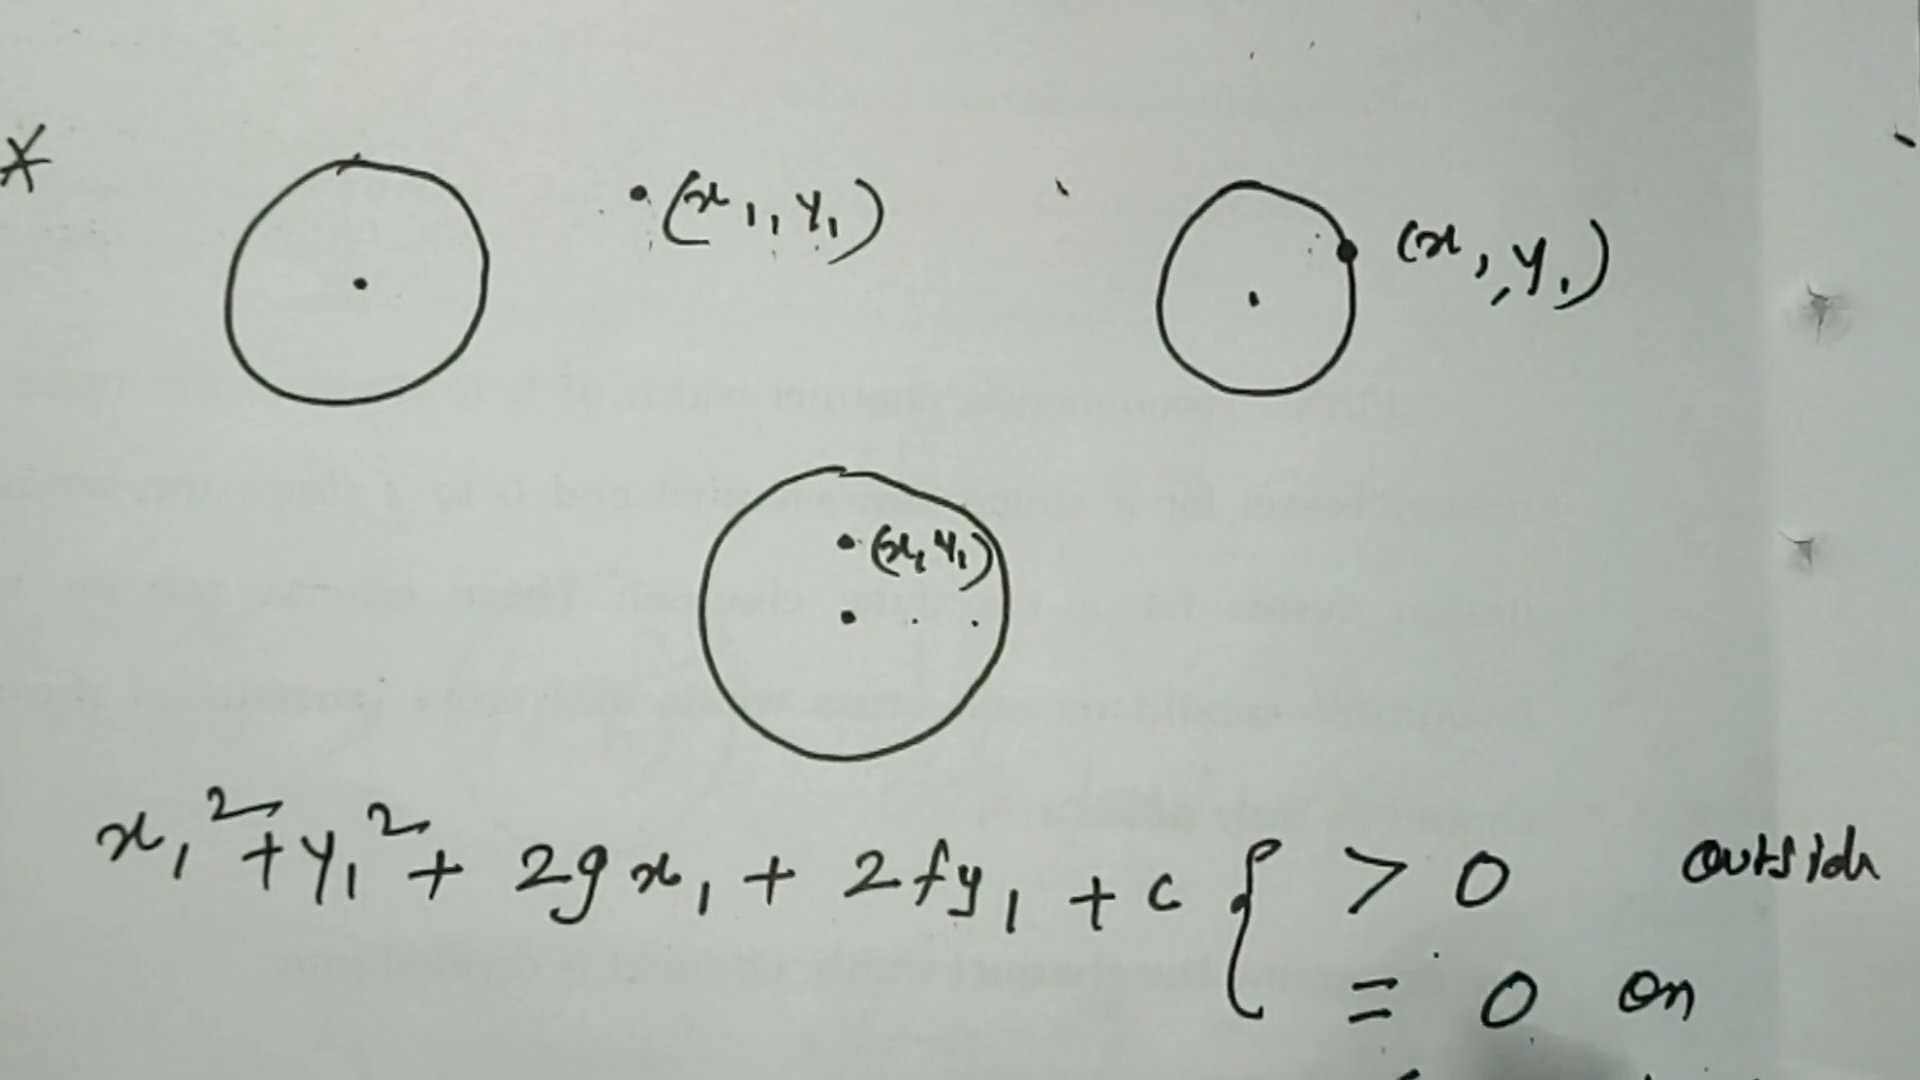 *
(x₁, y₁)
(x₁, y₁)
(x₁ y₁)
x₁² + y₁² + 2gx₁ + 2fy₁ + c { > 0 outside
= 0 on